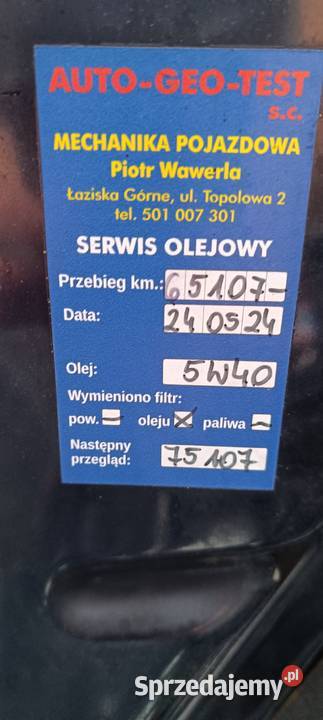 AUTO-GEO-TEST
s.c.
MECHANIKA POJAZDOWA
Piotr Wawerla
Łaziska Górne, ul. Topolowa 2
tel. 501 007 301
SERWIS OLEJOWY
Przebieg km.: 65107-
Data: 24 05 24
Olej: 5W40
Wymieniono filtr:
pow. oleju paliwa
Następny
przegląd: 75107
Sprzedajemy.pl